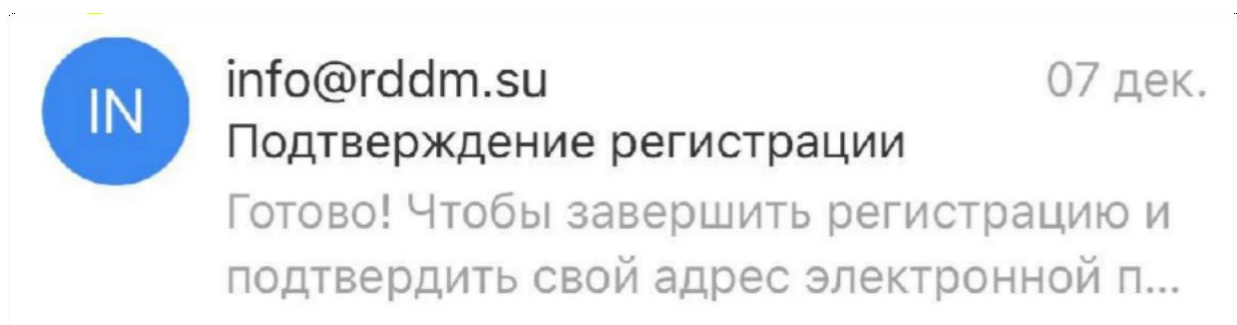 IN
info@rddm.su
07 дек.
Подтверждение регистрации
Готово! Чтобы завершить регистрацию и
подтвердить свой адрес электронной п...